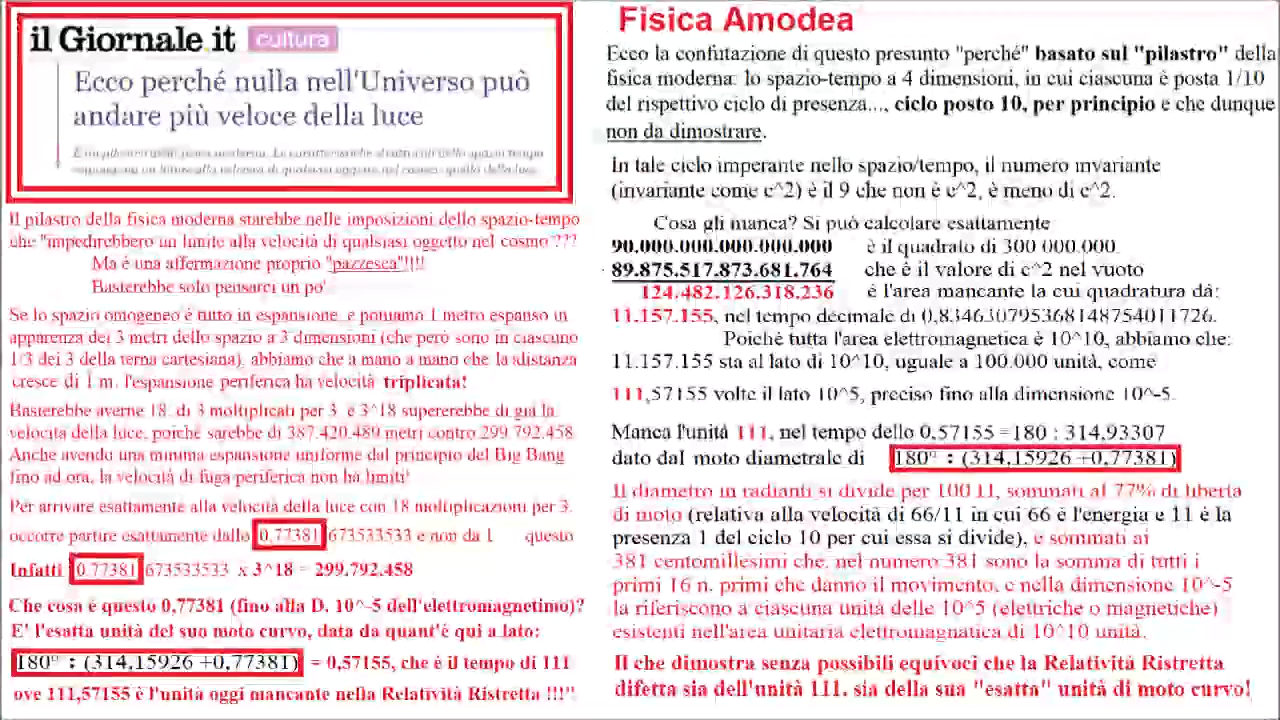 il Giornale.it cultura
Ecco perché nulla nell'Universo può
andare più veloce della luce
Il pilastro della fisica moderna starebbe nelle imposizioni dello spazio-tempo
che "impedirebbero un limite alla velocità di qualsiasi oggetto nel cosmo"???
Ma è una affermazione proprio "pazzesca"!!!!
Basterebbe solo pensarci un po'
Se lo spazio omogeneo è tutto in espansione, e poniamo 1 metro espanso in
apparenza dei 3 metri dello spazio a 3 dimensioni (che però sono in ciascuno
1/3 dei 3 della terna cartesiana), abbiamo che a mano a mano che la distanza
cresce di 1 m. l'espansione periferica ha velocità triplicata!
Basterebbe averne 18, di 3 moltiplicati per 3 e 3^18 supererebbe di già la
velocità della luce, poiché sarebbe di 387.420.489 metri contro 299.792.458
Anche avendo una minima espansione uniforme dal principio del Big Bang
fino ad ora, la velocità di fuga periferica non ha limiti!
Per arrivare esattamente alla velocità della luce con 18 moltiplicazioni per 3.
occorre partire esattamente dallo 0,77381 673533533 e non da 1 questo
Infatti 0,77381 673533533 x 3^18 = 299.792.458
Che cosa è questo 0,77381 (fino alla D. 10^-5 dell'elettromagnetimo)?
E' l'esatta unità del suo moto curvo, data da quant'è qui a lato:
180° : (314,15926 +0,77381) = 0,57155, che è il tempo di 111
ove 111,57155 è l'unità oggi mancante nella Relatività Ristretta !!!"
Fisica Amodea
Ecco la confutazione di questo presunto "perché" basato sul "pilastro" della
fisica moderna: lo spazio-tempo a 4 dimensioni, in cui ciascuna è posta 1/10
del rispettivo ciclo di presenza..., ciclo posto 10, per principio e che dunque
non da dimostrare.
In tale ciclo imperante nello spazio/tempo, il numero invariante
(invariante come c^2) è il 9 che non è c^2, è meno di c^2.
Cosa gli manca? Si può calcolare esattamente
90.000.000.000.000.000 è il quadrato di 300 000.000
89.875.517.873.681.764 che è il valore di c^2 nel vuoto
124.482.126.318.236 é l'area mancante la cui quadratura dà:
11.157.155, nel tempo decimale di 0,8346307953681487540117​26.
Poiché tutta l'area elettromagnetica è 10^10, abbiamo che:
11.157.155 sta al lato di 10^10, uguale a 100.000 unità, come
111,57155 volte il lato 10^5, preciso fino alla dimensione 10^-5.
Manca l'unità 111, nel tempo dello 0,57155 =180 : 314,93307
dato dal moto diametrale di 180° : (314,15926 +0,77381)
Il diametro in radianti si divide per 100 Π, sommati al 77% di libertà
di moto (relativa alla velocità di 66/11 in cui 66 è l'energia e 11 è la
presenza 1 del ciclo 10 per cui essa si divide), e sommati ai
381 centomillesimi che, nel numero 381 sono la somma di tutti i
primi 16 n. primi che danno il movimento, e nella dimensione 10^-5
la riferiscono a ciascuna unità delle 10^5 (elettriche o magnetiche)
esistenti nell'area unitaria elettromagnetica di 10^10 unità.
Il che dimostra senza possibili equivoci che la Relatività Ristretta
difetta sia dell'unità 111, sia della sua "esatta" unità di moto curvo!